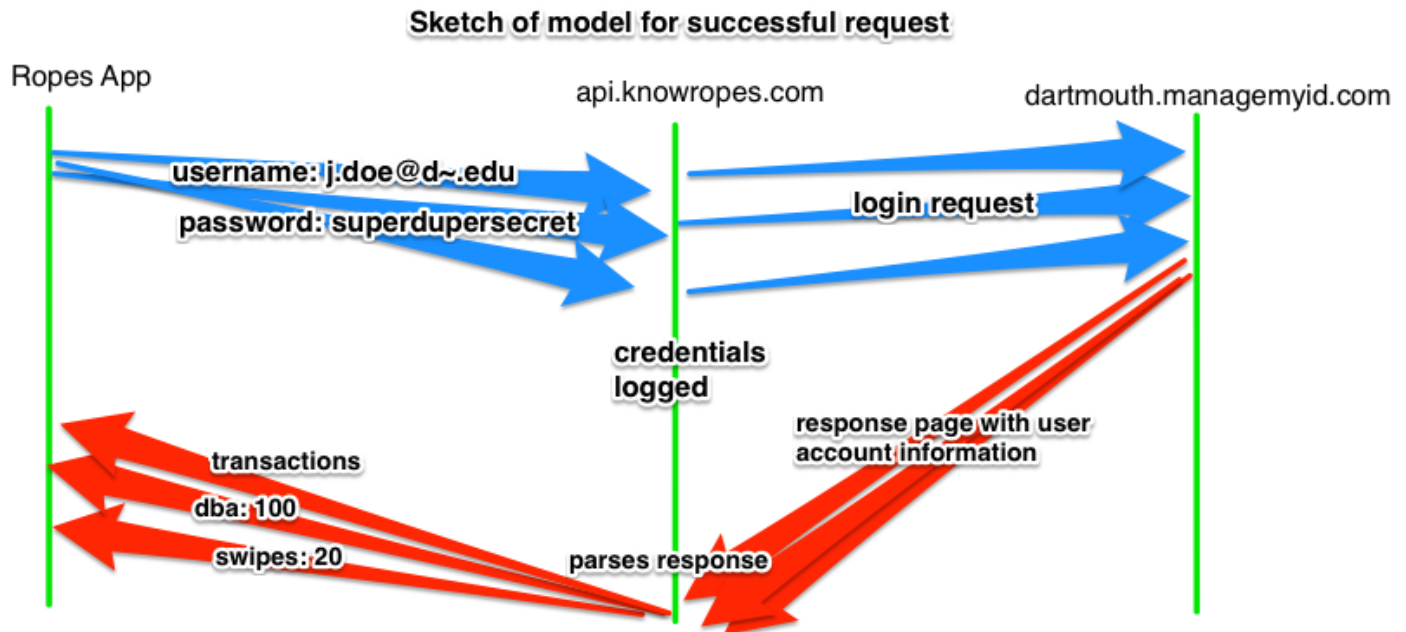 Sketch of model for successful request
Ropes App
api.knowropes.com
dartmouth.managemyid.com
username: j.doe@d~.edu
login request
password: superdupersecret
credentials
logged
response page with user
account information
transactions
dba: 100
swipes: 20
parses response